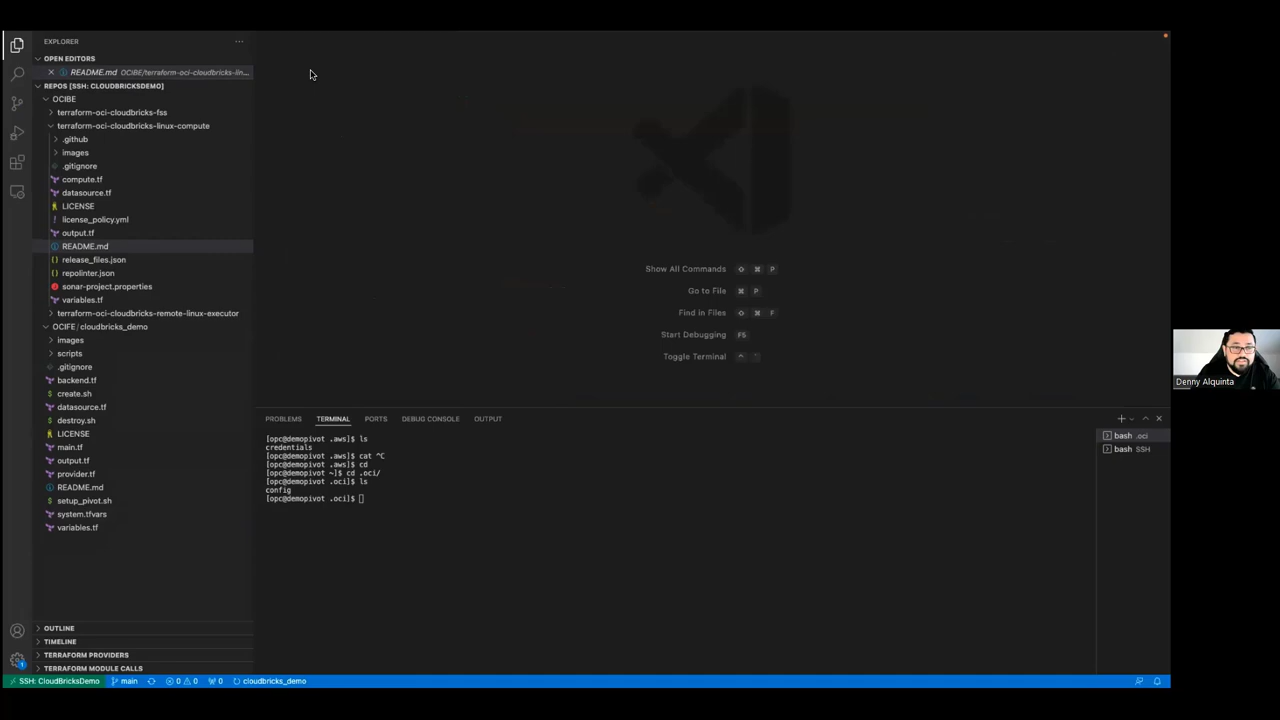 EXPLORER
OPEN EDITORS
README.md OCIBE/terraform-oci-cloudbricks-lin...
REPOS [SSH: CLOUDBRICKSDEMO]
OCIBE
terraform-oci-cloudbricks-fss
terraform-oci-cloudbricks-linux-compute
.github
images
.gitignore
compute.tf
datasource.tf
LICENSE
license_policy.yml
output.tf
README.md
release_files.json
repolinter.json
sonar-project.properties
variables.tf
terraform-oci-cloudbricks-remote-linux-executor
OCIFE / cloudbricks_demo
images
scripts
.gitignore
backend.tf
create.sh
datasource.tf
destroy.sh
LICENSE
main.tf
output.tf
provider.tf
README.md
setup_pivot.sh
system.tfvars
variables.tf
OUTLINE
TIMELINE
TERRAFORM PROVIDERS
TERRAFORM MODULE CALLS
Show All Commands ⇧ ⌘ P
Go to File ⌘ P
Find in Files ⇧ ⌘ F
Start Debugging F5
Toggle Terminal ^ `
PROBLEMS TERMINAL PORTS DEBUG CONSOLE OUTPUT
[opc@demopivot .aws]$ ls
credentials
[opc@demopivot .aws]$ cat ^C
[opc@demopivot .aws]$ cd
[opc@demopivot ~]$ cd .oci/
[opc@demopivot .oci]$ ls
config
[opc@demopivot .oci]$
bash .oci
bash SSH
Denny Alquinta
1
SSH: CloudBricksDemo main 0 0 0 cloudbricks_demo